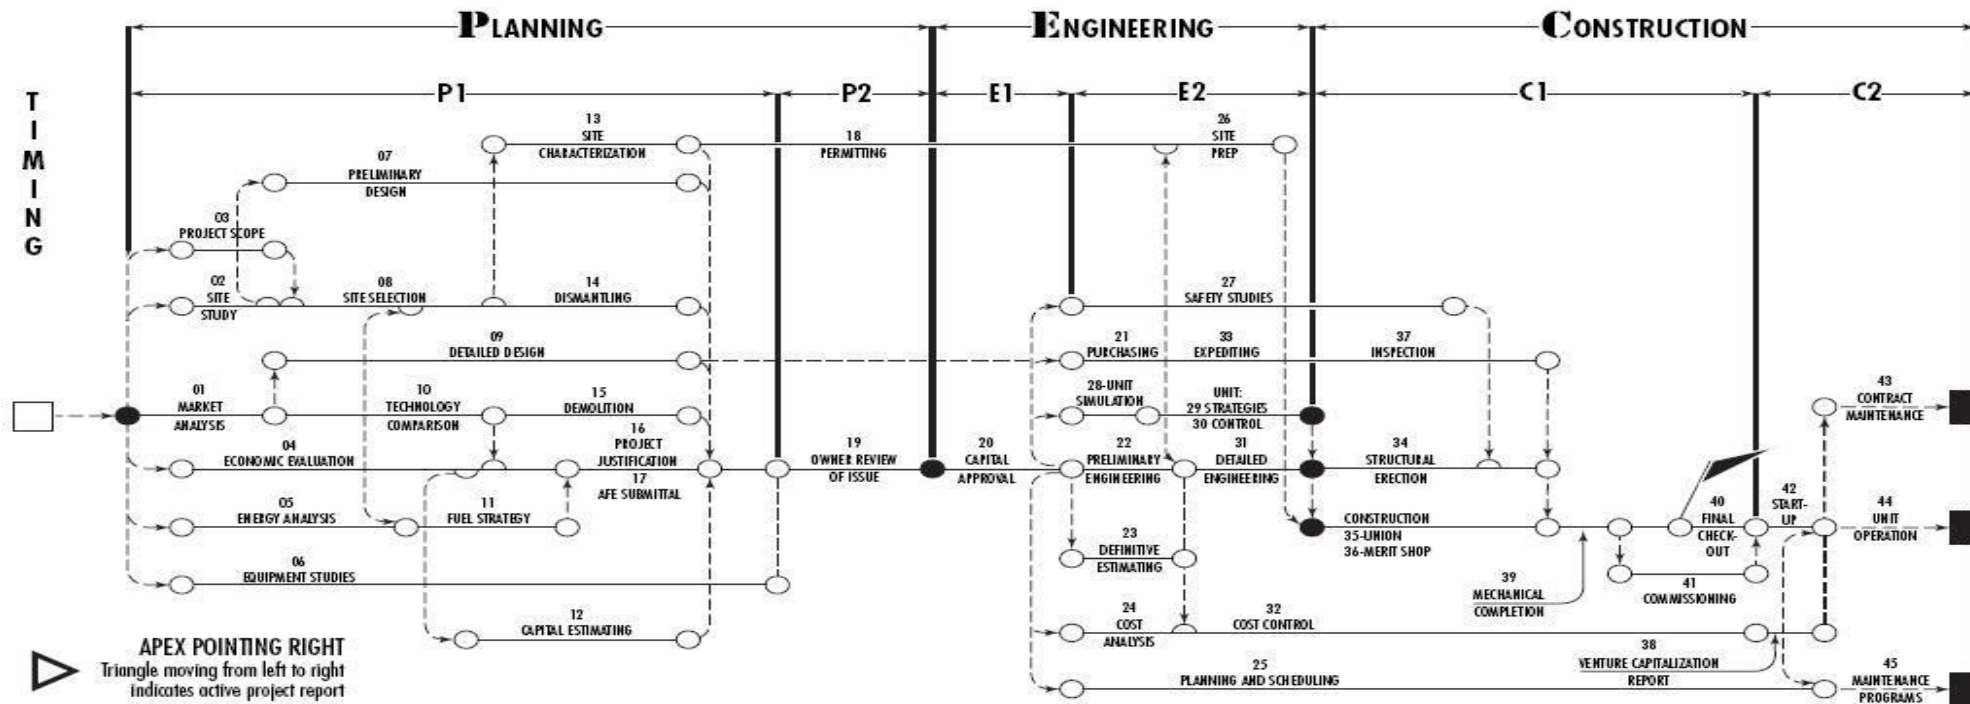 PLANNING
ENGINEERING
CONSTRUCTION
TIMING
P1
P2
E1
E2
C1
C2
13
SITE
CHARACTERIZATION
18
PERMITTING
26
SITE
PREP
07
PRELIMINARY
DESIGN
03
PROJECT SCOPE
02
SITE
STUDY
08
SITE SELECTION
14
DISMANTLING
27
SAFETY STUDIES
09
DETAILED DESIGN
21
PURCHASING
33
EXPEDITING
37
INSPECTION
01
MARKET
ANALYSIS
10
TECHNOLOGY
COMPARISON
15
DEMOLITION
28-UNIT
SIMULATION
UNIT:
29 STRATEGIES
30 CONTROL
43
CONTRACT
MAINTENANCE
04
ECONOMIC EVALUATION
16
PROJECT
JUSTIFICATION
17
AFE SUBMITTAL
19
OWNER REVIEW
OF ISSUE
20
CAPITAL
APPROVAL
22
PRELIMINARY
ENGINEERING
31
DETAILED
ENGINEERING
34
STRUCTURAL
ERECTION
05
ENERGY ANALYSIS
11
FUEL STRATEGY
CONSTRUCTION
35-UNION
36-MERIT SHOP
40
FINAL
CHECK-
OUT
42
START-
UP
44
UNIT
OPERATION
23
DEFINITIVE
ESTIMATING
06
EQUIPMENT STUDIES
39
MECHANICAL
COMPLETION
41
COMMISSIONING
12
CAPITAL ESTIMATING
24
COST
ANALYSIS
32
COST CONTROL
38
VENTURE CAPITALIZATION
REPORT
25
PLANNING AND SCHEDULING
45
MAINTENANCE
PROGRAMS
APEX POINTING RIGHT
Triangle moving from left to right
indicates active project report